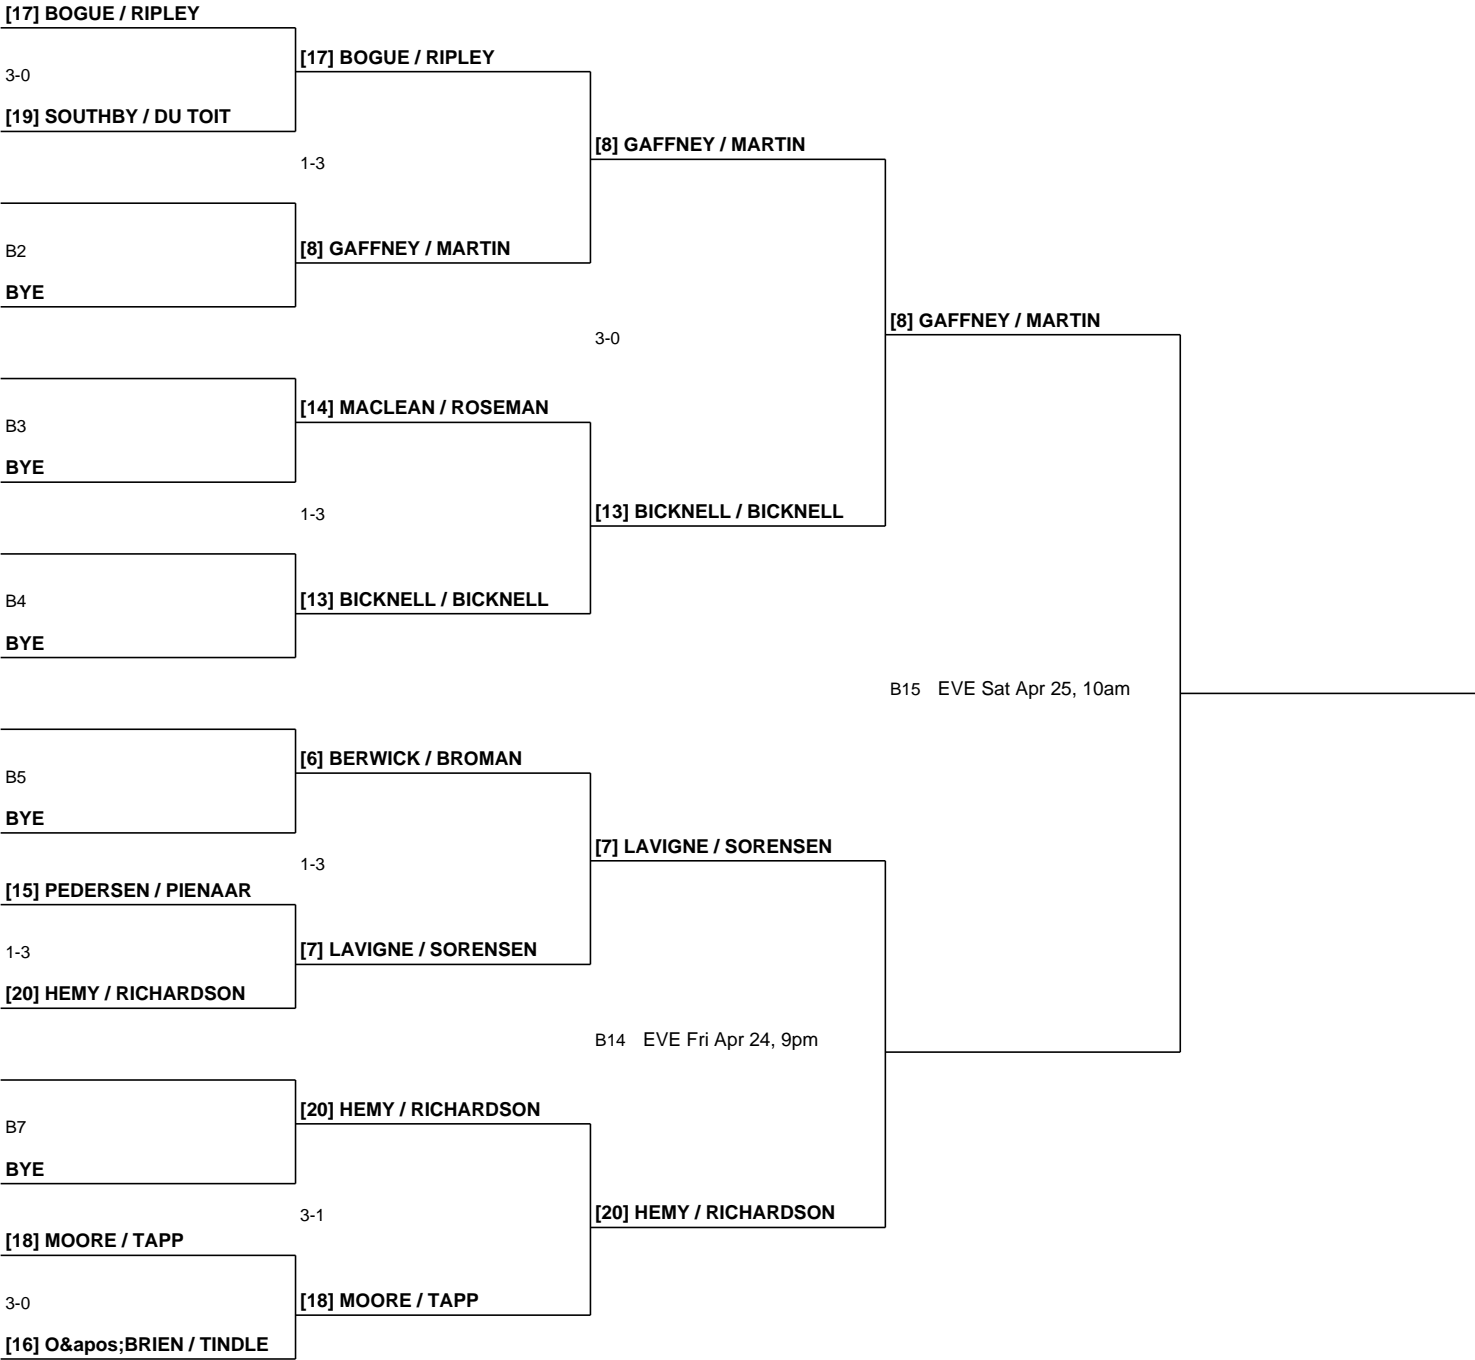 [17] BOGUE / RIPLEY
3-0
[19] SOUTHBY / DU TOIT
B2
BYE
B3
BYE
B4
BYE
B5
BYE
[15] PEDERSEN / PIENAAR
1-3
[20] HEMY / RICHARDSON
B7
BYE
[18] MOORE / TAPP
3-0
[16] O&apos;BRIEN / TINDLE
[17] BOGUE / RIPLEY
1-3
[8] GAFFNEY / MARTIN
[14] MACLEAN / ROSEMAN
1-3
[13] BICKNELL / BICKNELL
[6] BERWICK / BROMAN
1-3
[7] LAVIGNE / SORENSEN
[20] HEMY / RICHARDSON
3-1
[18] MOORE / TAPP
[8] GAFFNEY / MARTIN
3-0
[13] BICKNELL / BICKNELL
[7] LAVIGNE / SORENSEN
B14 EVE Fri Apr 24, 9pm
[20] HEMY / RICHARDSON
[8] GAFFNEY / MARTIN
B15 EVE Sat Apr 25, 10am